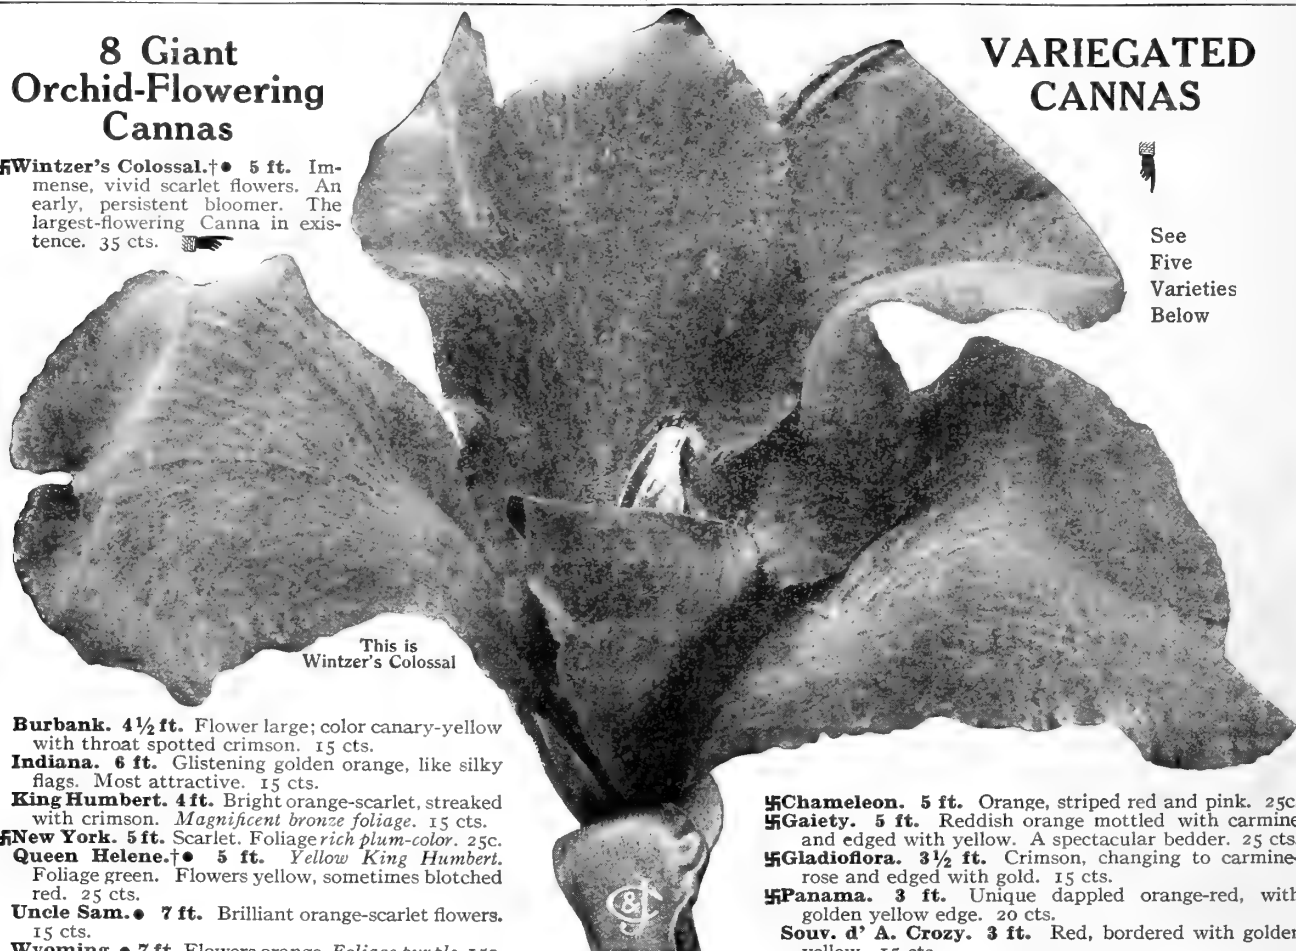 8 Giant
Orchid-Flowering
Cannas
卐Wintzer's Colossal.†● 5 ft. Im-
mense, vivid scarlet flowers. An
early, persistent bloomer. The
largest-flowering Canna in exis-
tence. 35 cts.
VARIEGATED
CANNAS
See
Five
Varieties
Below
This is
Wintzer's Colossal
Burbank. 4½ ft. Flower large; color canary-yellow
with throat spotted crimson. 15 cts.
Indiana. 6 ft. Glistening golden orange, like silky
flags. Most attractive. 15 cts.
King Humbert. 4 ft. Bright orange-scarlet, streaked
with crimson. Magnificent bronze foliage. 15 cts.
卐New York. 5 ft. Scarlet. Foliage rich plum-color. 25c.
Queen Helene.†● 5 ft. Yellow King Humbert.
Foliage green. Flowers yellow, sometimes blotched
red. 25 cts.
Uncle Sam.● 7 ft. Brilliant orange-scarlet flowers.
15 cts.
Wyoming.● 7 ft. Flowers orange. Foliage purple. 15c.
卐Chameleon. 5 ft. Orange, striped red and pink. 25c
卐Gaiety. 5 ft. Reddish orange mottled with carmine
and edged with yellow. A spectacular bedder. 25 cts
卐Gladioflora. 3½ ft. Crimson, changing to carmine-
rose and edged with gold. 15 cts.
卐Panama. 3 ft. Unique dappled orange-red, with
golden yellow edge. 20 cts.
Souv. d' A. Crozy. 3 ft. Red, bordered with golden
yellow. 15 cts.
C&J